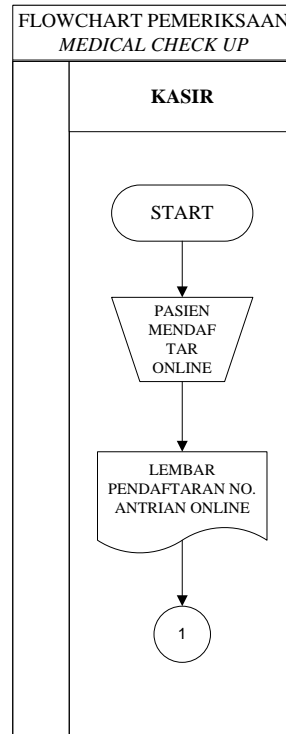 FLOWCHART PEMERIKSAAN
MEDICAL CHECK UP
KASIR
START
PASIEN
MENDAF
TAR
ONLINE
LEMBAR
PENDAFTARAN NO.
ANTRIAN ONLINE
1